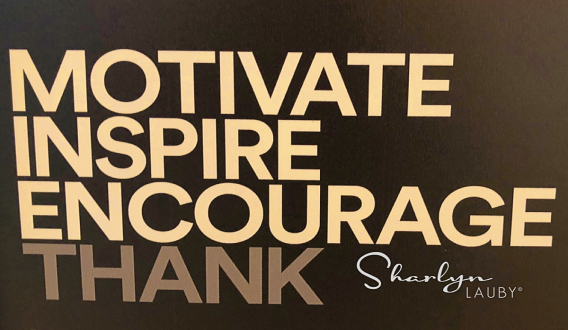 MOTIVATE
INSPIRE
ENCOURAGE
THANK
Sharlyn
LAUBY®